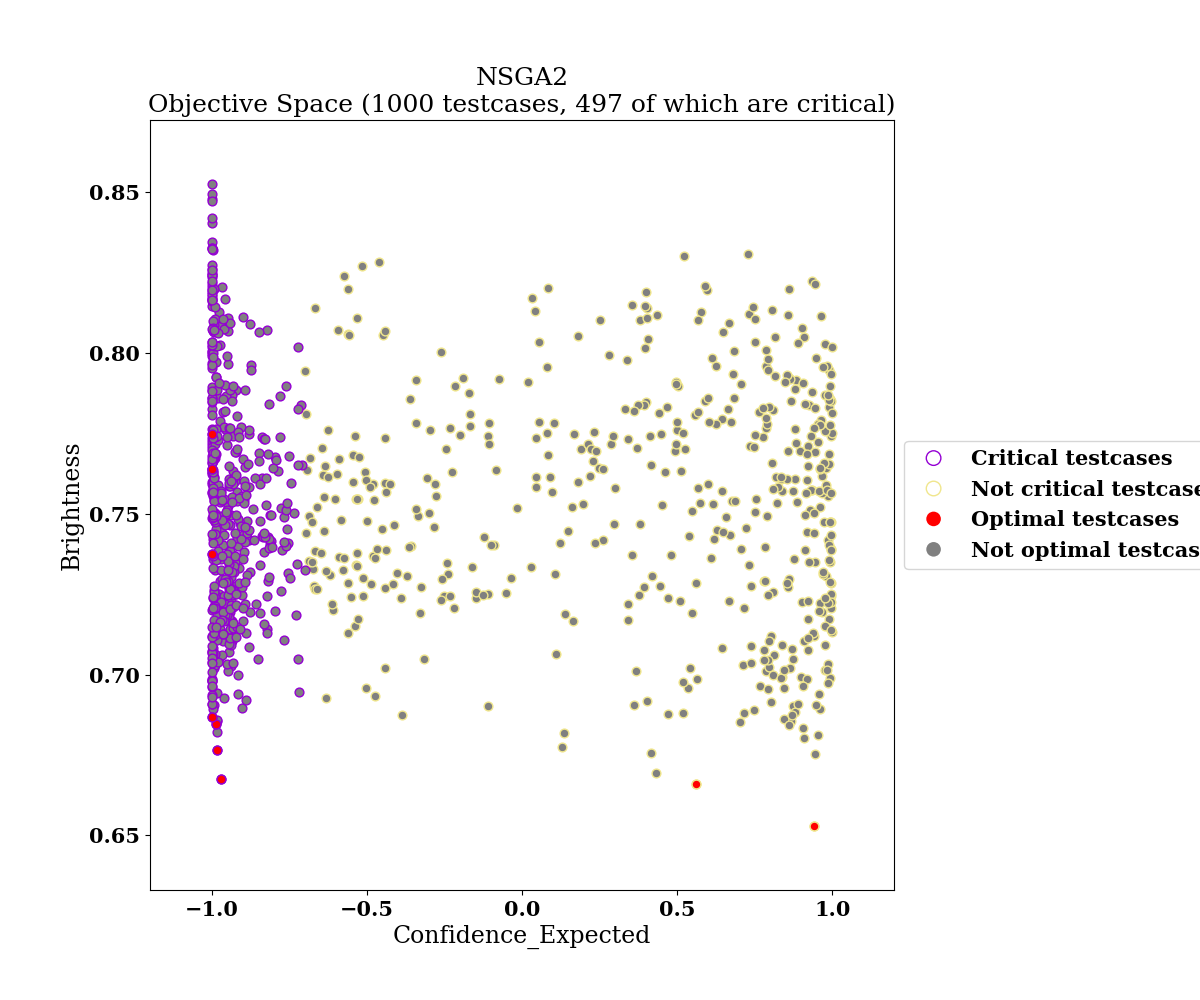 NSGA2
Objective Space (1000 testcases, 497 of which are critical)
0.85
0.80
0.75
0.70
0.65
Brightness
−1.0
−0.5
0.0
0.5
1.0
Confidence_Expected
Critical testcases
Not critical testcase
Optimal testcases
Not optimal testcas